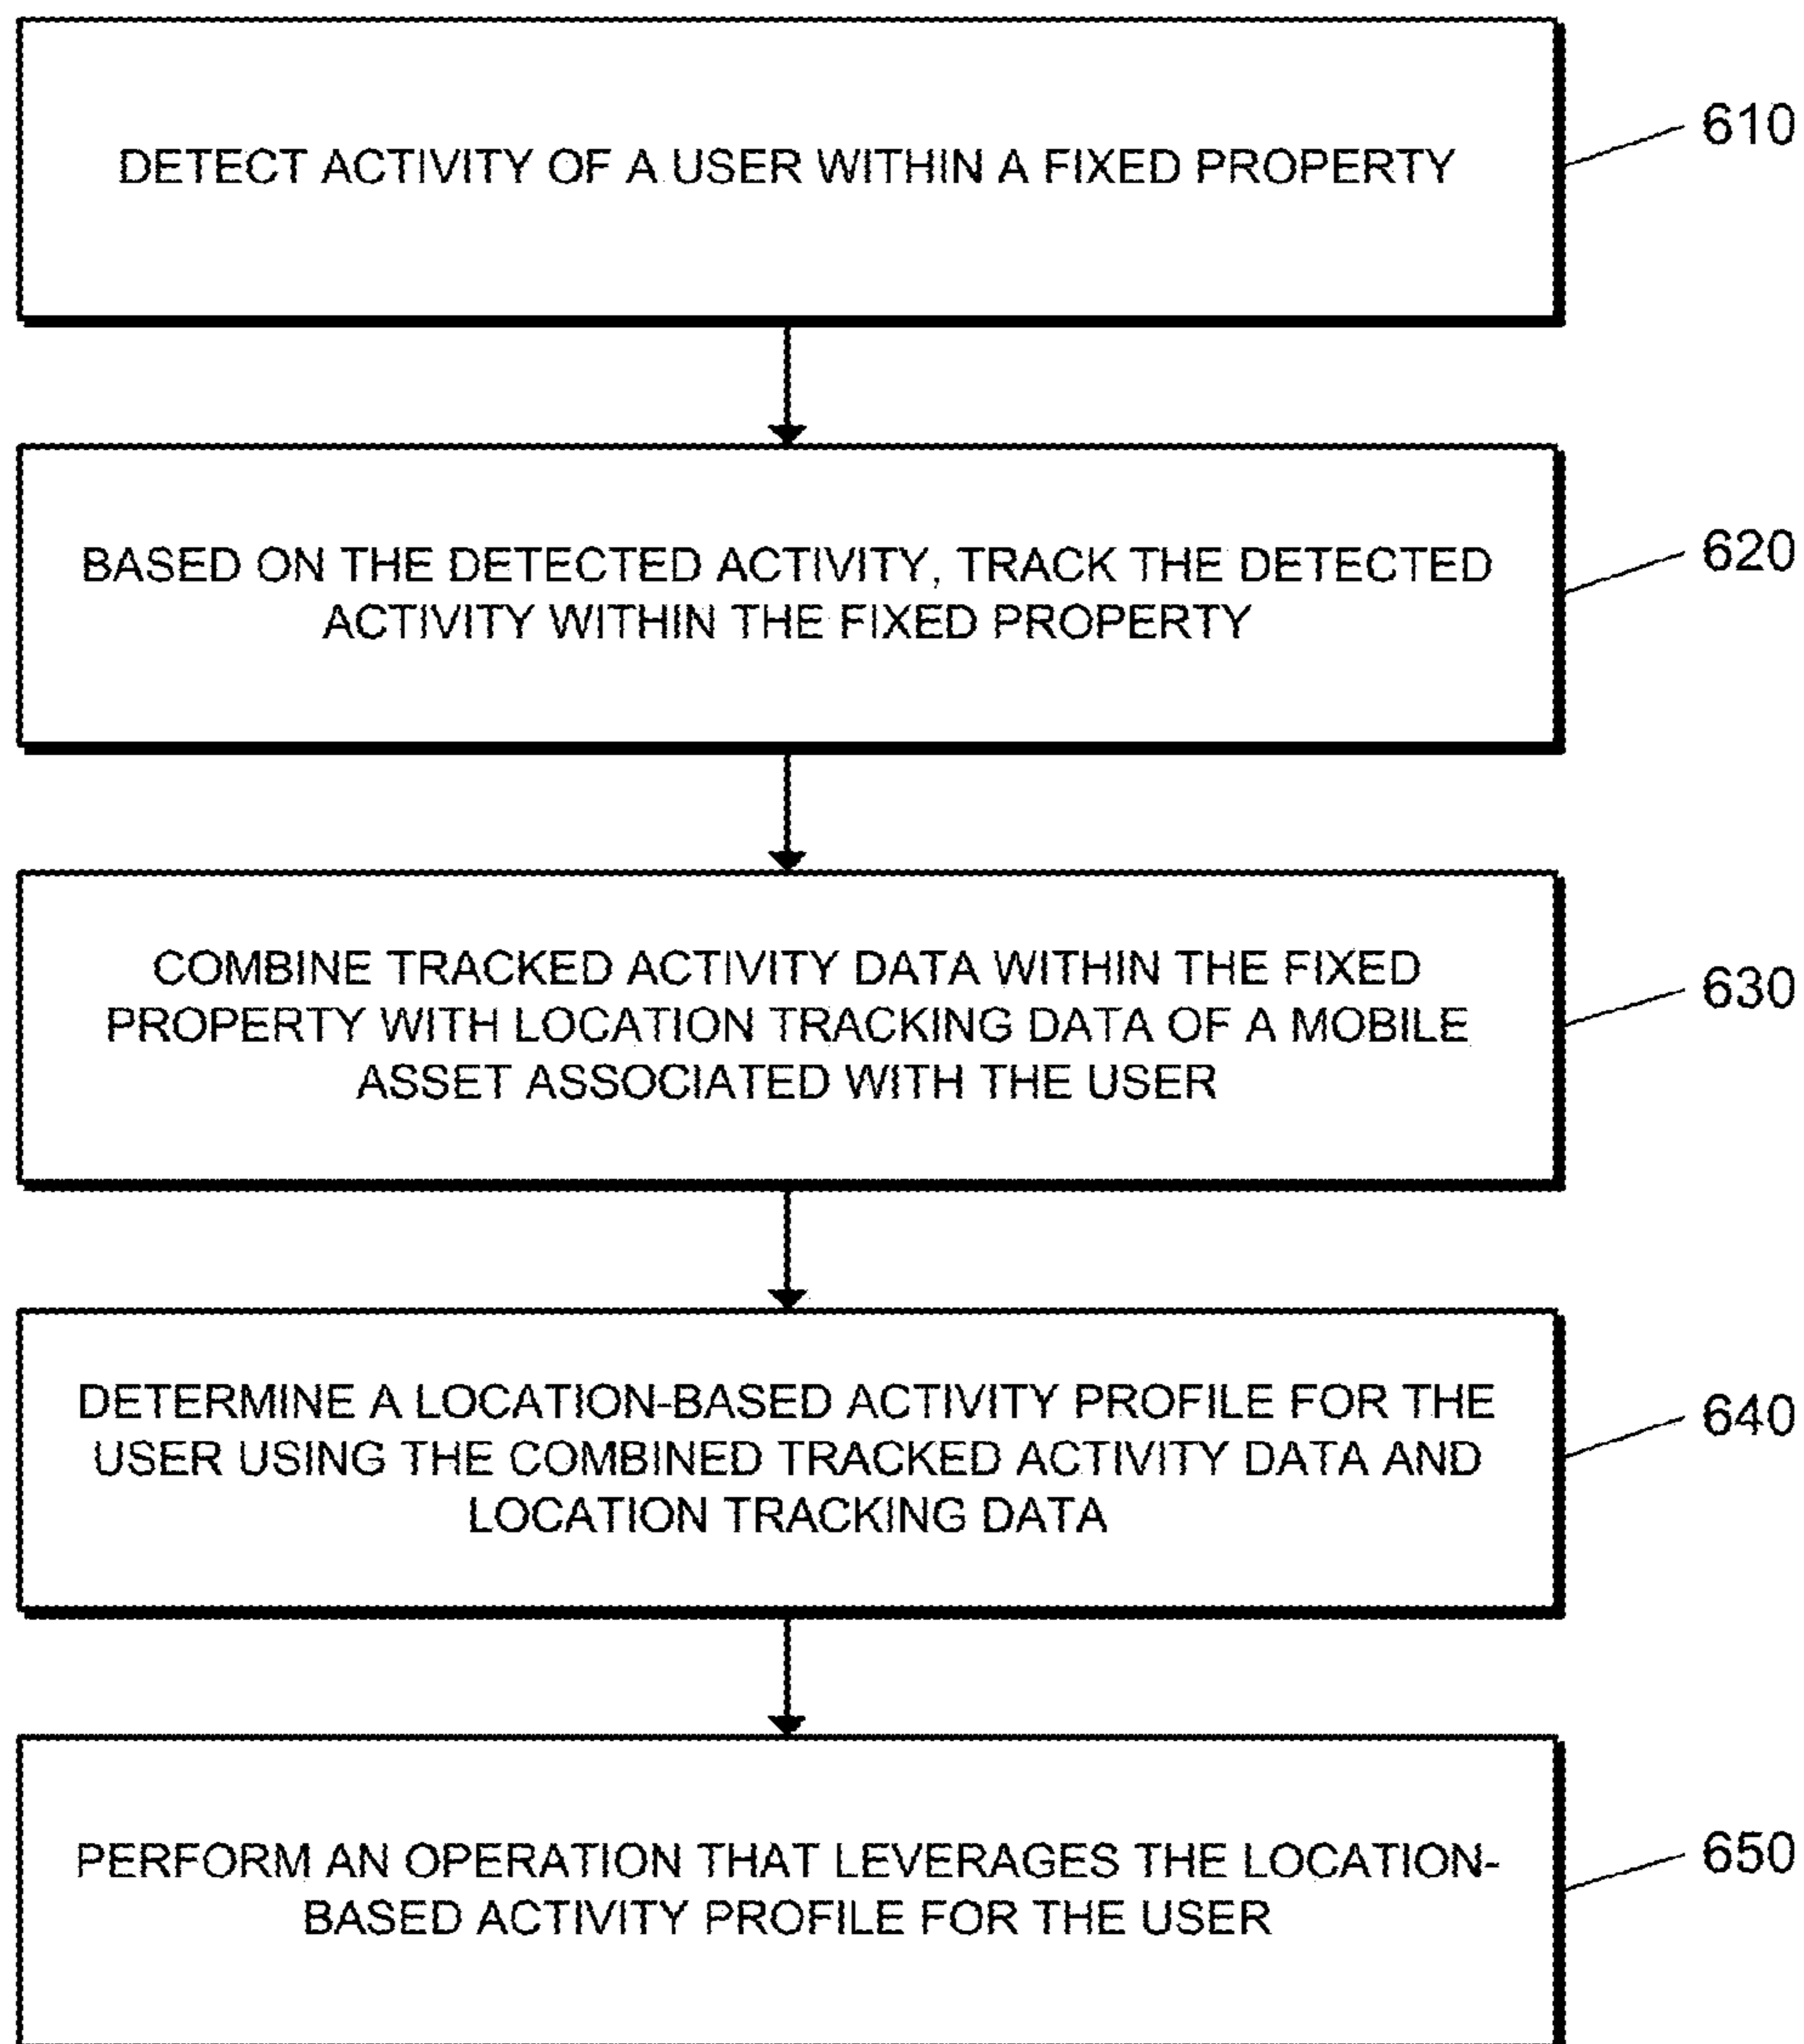 DETECT ACTIVITY OF A USER WITHIN A FIXED PROPERTY
610
BASED ON THE DETECTED ACTIVITY, TRACK THE DETECTED
ACTIVITY WITHIN THE FIXED PROPERTY
620
COMBINE TRACKED ACTIVITY DATA WITHIN THE FIXED
PROPERTY WITH LOCATION TRACKING DATA OF A MOBILE
ASSET ASSOCIATED WITH THE USER
630
DETERMINE A LOCATION-BASED ACTIVITY PROFILE FOR THE
USER USING THE COMBINED TRACKED ACTIVITY DATA AND
LOCATION TRACKING DATA
640
PERFORM AN OPERATION THAT LEVERAGES THE LOCATION-
BASED ACTIVITY PROFILE FOR THE USER
650